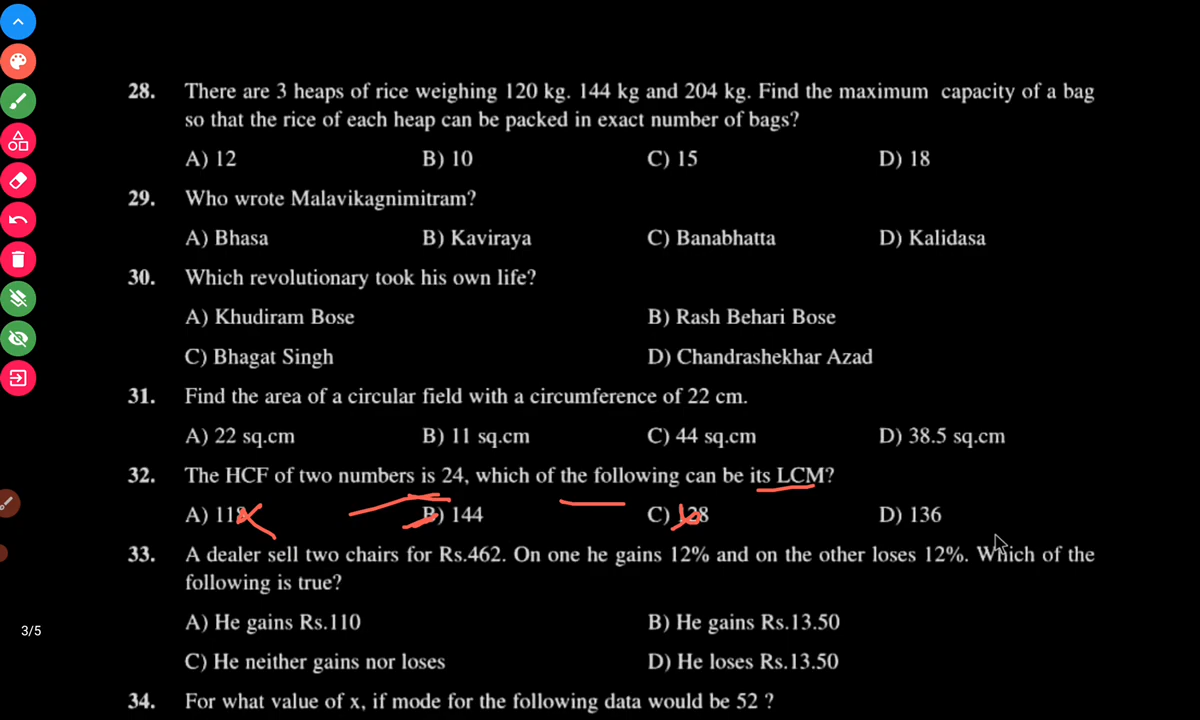 28. There are 3 heaps of rice weighing 120 kg. 144 kg and 204 kg. Find the maximum capacity of a bag
so that the rice of each heap can be packed in exact number of bags?
A) 12 B) 10 C) 15 D) 18
29. Who wrote Malavikagnimitram?
A) Bhasa B) Kaviraya C) Banabhatta D) Kalidasa
30. Which revolutionary took his own life?
A) Khudiram Bose B) Rash Behari Bose
C) Bhagat Singh D) Chandrashekhar Azad
31. Find the area of a circular field with a circumference of 22 cm.
A) 22 sq.cm B) 11 sq.cm C) 44 sq.cm D) 38.5 sq.cm
32. The HCF of two numbers is 24, which of the following can be its LCM?
A) B) 144 C) 128 D) 136
33. A dealer sell two chairs for Rs.462. On one he gains 12% and on the other loses 12%. Which of the
following is true?
A) He gains Rs.110 B) He gains Rs.13.50
3/5
C) He neither gains nor loses D) He loses Rs.13.50
34. For what value of x, if mode for the following data would be 52 ?